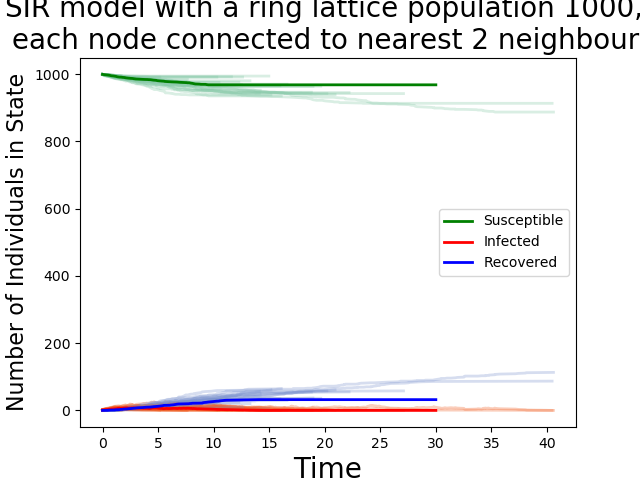 SIR model with a ring lattice population 1000,
each node connected to nearest 2 neighbour
Number of Individuals in State
1000
800
600
400
200
0
Susceptible
Infected
Recovered
0 5 10 15 20 25 30 35 40
Time